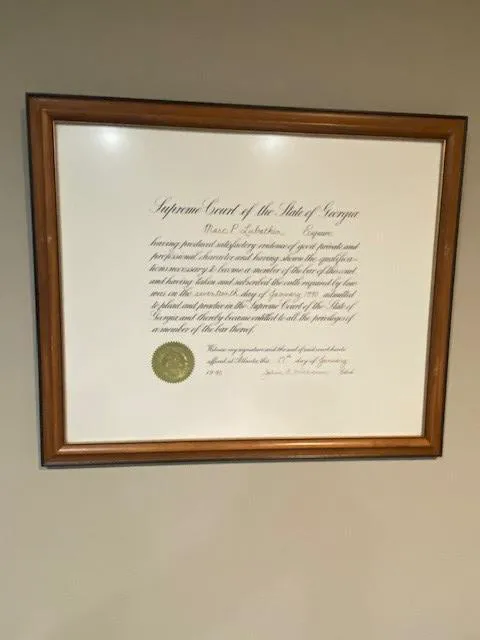 Supreme Court of the State of Georgia
Marc P. Lubatkin Esquire
having produced satisfactory evidence of good private and
professional character and having shown the qualifica-
tions necessary to become a member of the bar of this court
and having taken and subscribed the oath required by law
was on the seventeenth day of January 1990 admitted
to plead and practice in the Supreme Court of the State of
Georgia and thereby became entitled to all the privileges of
a member of the bar thereof.
Witness my signature and the seal of said court hereto
affixed at Atlanta, this 17th day of January
1990 Clerk